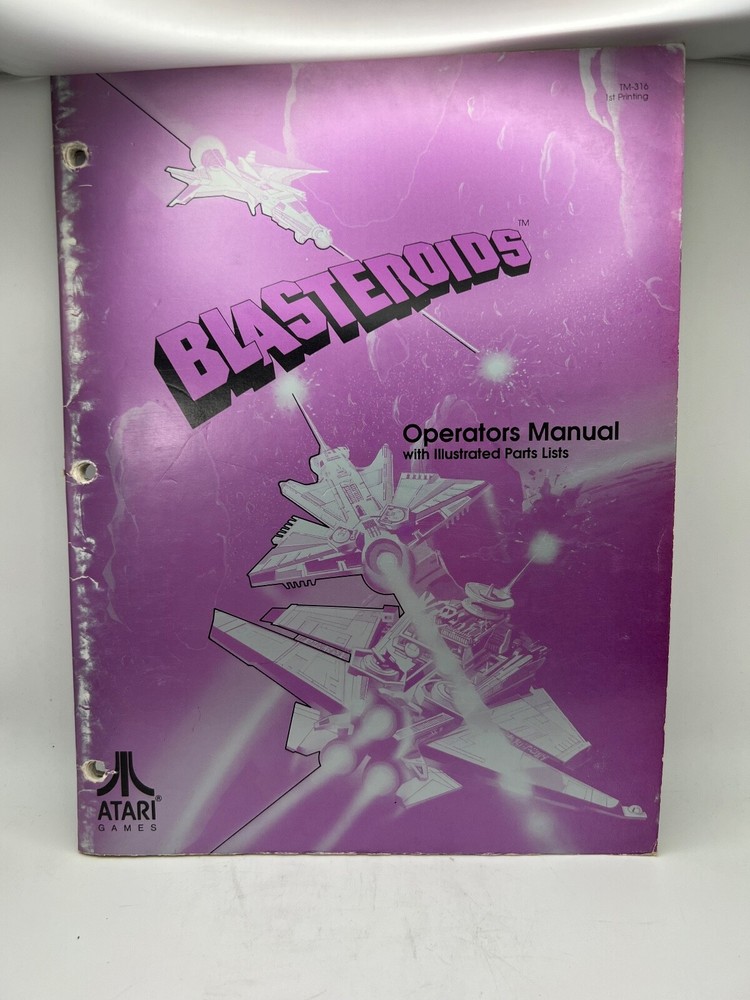 TM-316
1st Printing
BLASTEROIDS™
Operators Manual
with Illustrated Parts Lists
ATARI®
GAMES